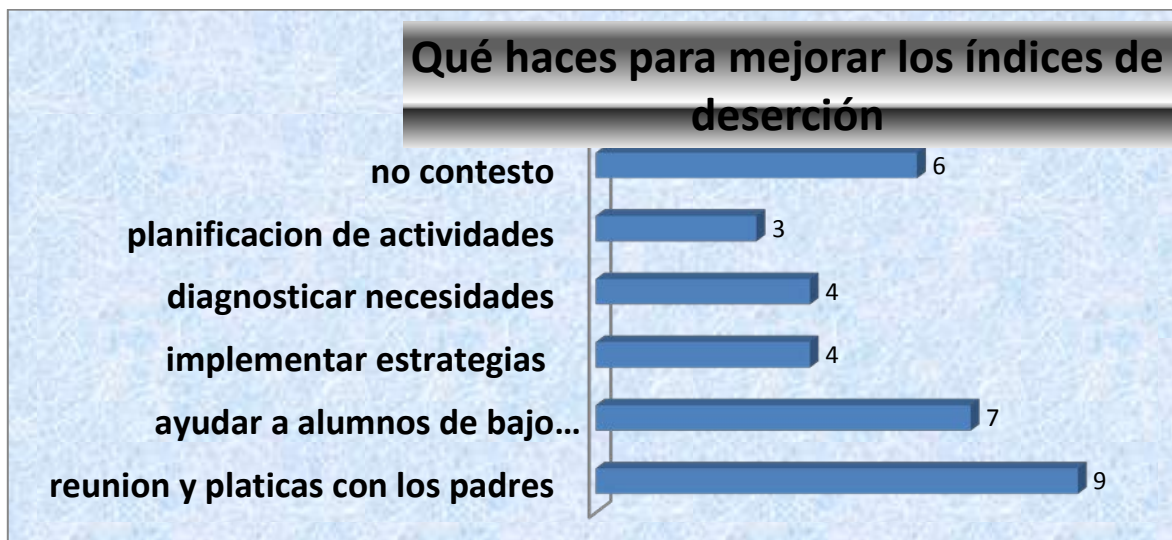 Qué haces para mejorar los índices de
deserción
no contesto 6
planificacion de actividades 3
diagnosticar necesidades 4
implementar estrategias 4
ayudar a alumnos de bajo… 7
reunion y platicas con los padres 9